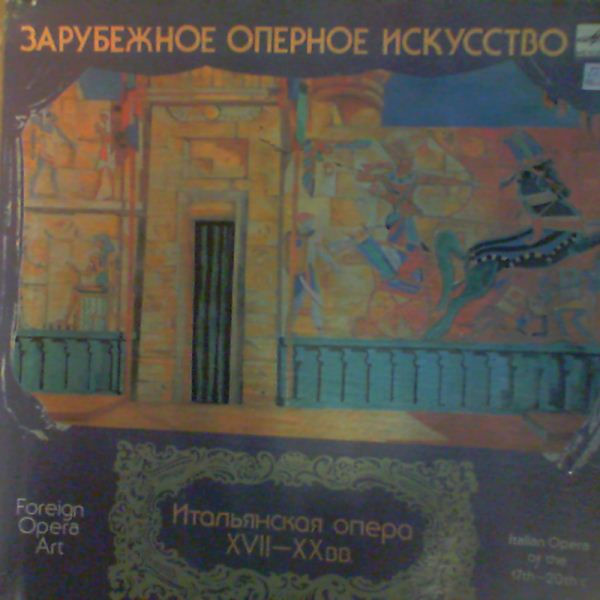 ЗАРУБЕЖНОЕ ОПЕРНОЕ ИСКУССТВО
Foreign
Opera
Art
Итальянская опера
XVII–XXвв.
Italian Opera
of the
17th–20th c.